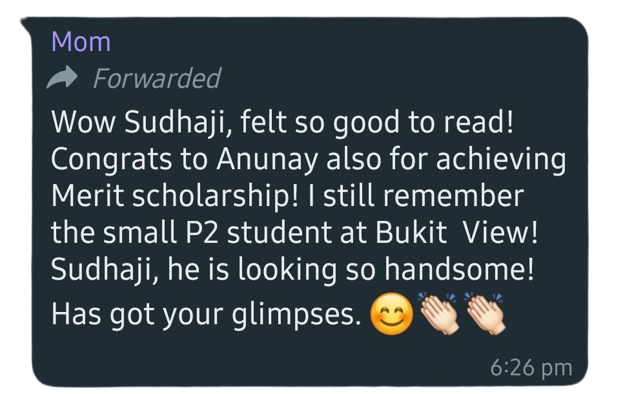 Mom
Forwarded
Wow Sudhaji, felt so good to read!
Congrats to Anunay also for achieving
Merit scholarship! I still remember
the small P2 student at Bukit View!
Sudhaji, he is looking so handsome!
Has got your glimpses. 😊👏🏻👏🏻
6:26 pm